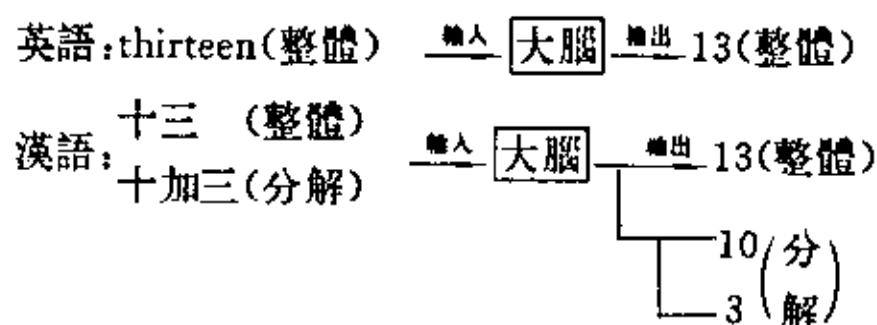 英語:thirteen(整體) 輸入 大腦 輸出 13(整體)
十三 (整體)
漢語: 輸入 大腦 輸出 13(整體)
十加三(分解)
10(分
3 解)